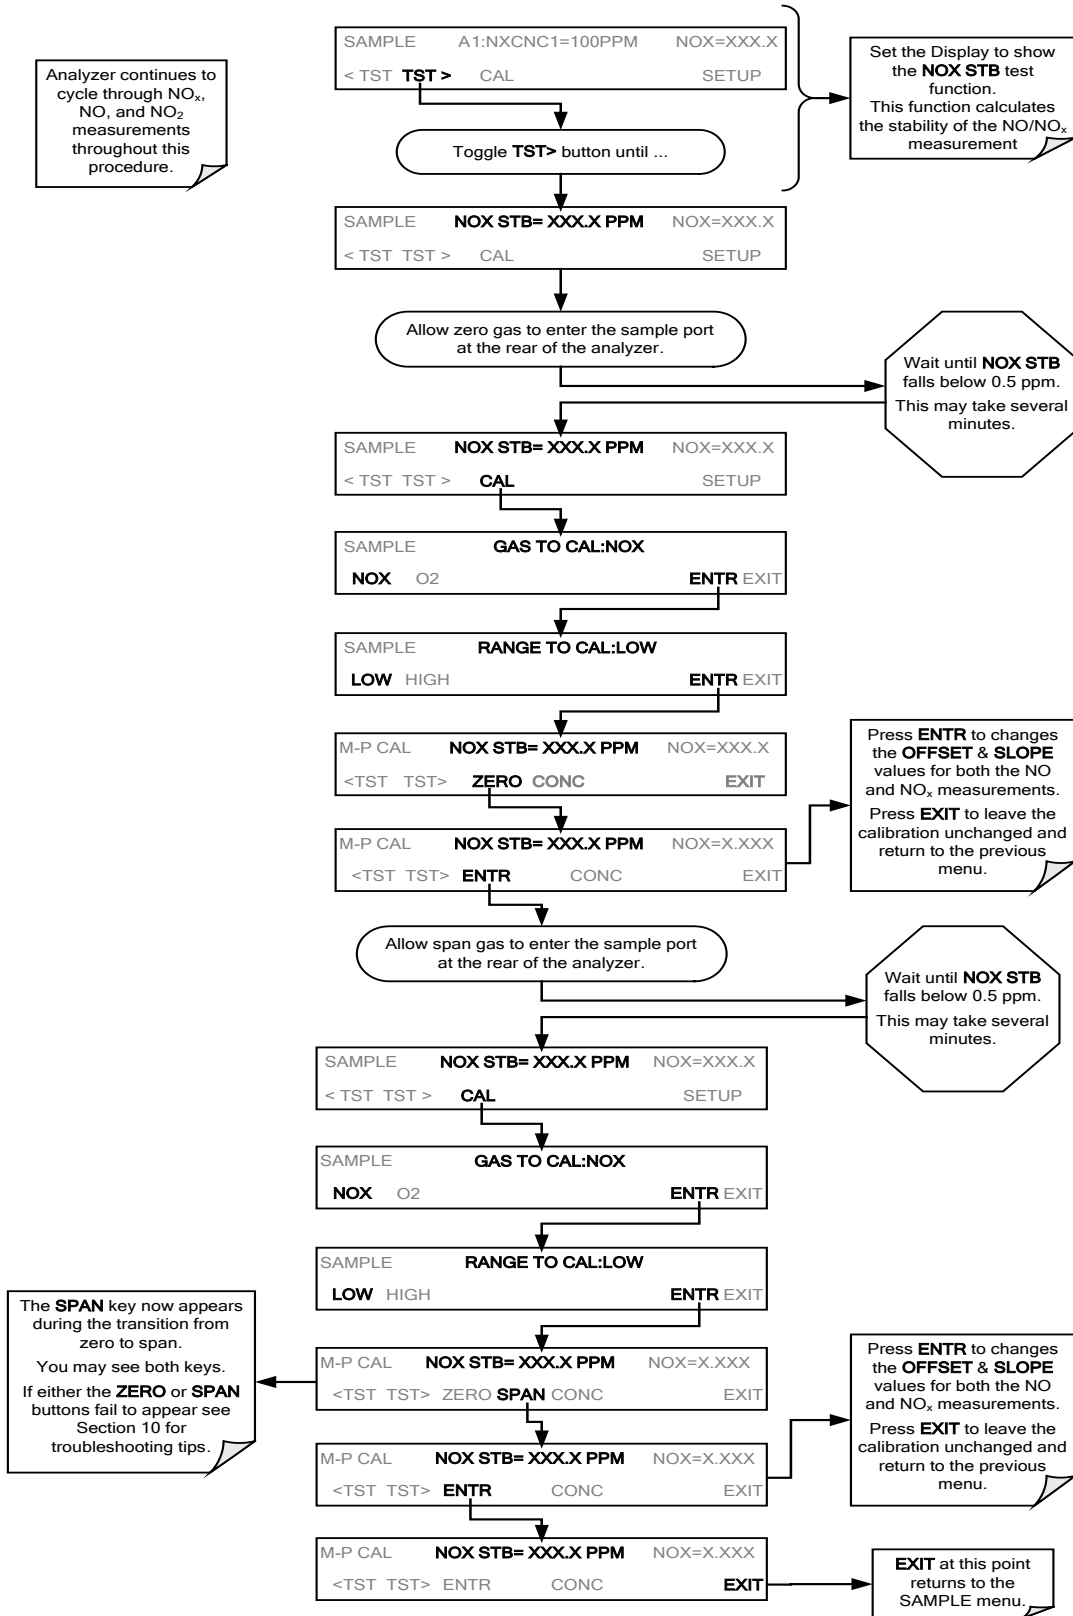 SAMPLE A1:NXCNC1=100PPM NOX=XXX.X
< TST TST > CAL SETUP
Set the Display to show
the NOX STB test
function.
This function calculates
the stability of the NO/NOx
measurement
Analyzer continues to
cycle through NOx,
NO, and NO2
measurements
throughout this
procedure.
Toggle TST> button until ...
SAMPLE NOX STB= XXX.X PPM NOX=XXX.X
< TST TST > CAL SETUP
Allow zero gas to enter the sample port
at the rear of the analyzer.
Wait until NOX STB
falls below 0.5 ppm.
This may take several
minutes.
SAMPLE NOX STB= XXX.X PPM NOX=XXX.X
< TST TST > CAL SETUP
SAMPLE GAS TO CAL:NOX
NOX O2 ENTR EXIT
SAMPLE RANGE TO CAL:LOW
LOW HIGH ENTR EXIT
M-P CAL NOX STB= XXX.X PPM NOX=XXX.X
<TST TST> ZERO CONC EXIT
M-P CAL NOX STB= XXX.X PPM NOX=X.XXX
<TST TST> ENTR CONC EXIT
Press ENTR to changes
the OFFSET & SLOPE
values for both the NO
and NOx measurements.
Press EXIT to leave the
calibration unchanged and
return to the previous
menu.
Allow span gas to enter the sample port
at the rear of the analyzer.
Wait until NOX STB
falls below 0.5 ppm.
This may take several
minutes.
SAMPLE NOX STB= XXX.X PPM NOX=XXX.X
< TST TST > CAL SETUP
SAMPLE GAS TO CAL:NOX
NOX O2 ENTR EXIT
SAMPLE RANGE TO CAL:LOW
LOW HIGH ENTR EXIT
The SPAN key now appears
during the transition from
zero to span.
You may see both keys.
If either the ZERO or SPAN
buttons fail to appear see
Section 10 for
troubleshooting tips.
M-P CAL NOX STB= XXX.X PPM NOX=X.XXX
<TST TST> ZERO SPAN CONC EXIT
M-P CAL NOX STB= XXX.X PPM NOX=X.XXX
<TST TST> ENTR CONC EXIT
Press ENTR to changes
the OFFSET & SLOPE
values for both the NO
and NOx measurements.
Press EXIT to leave the
calibration unchanged and
return to the previous
menu.
M-P CAL NOX STB= XXX.X PPM NOX=X.XXX
<TST TST> ENTR CONC EXIT
EXIT at this point
returns to the
SAMPLE menu.